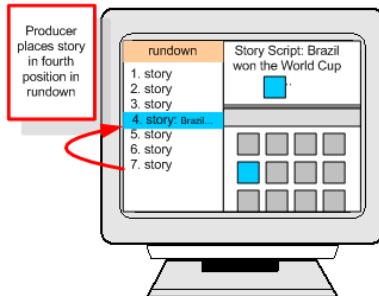 Producer
places story
in fourth
position in
rundown
rundown
1. story
2. story
3. story
4. story: Brazil...
5. story
6. story
7. story
Story Script: Brazil
won the World Cup
..